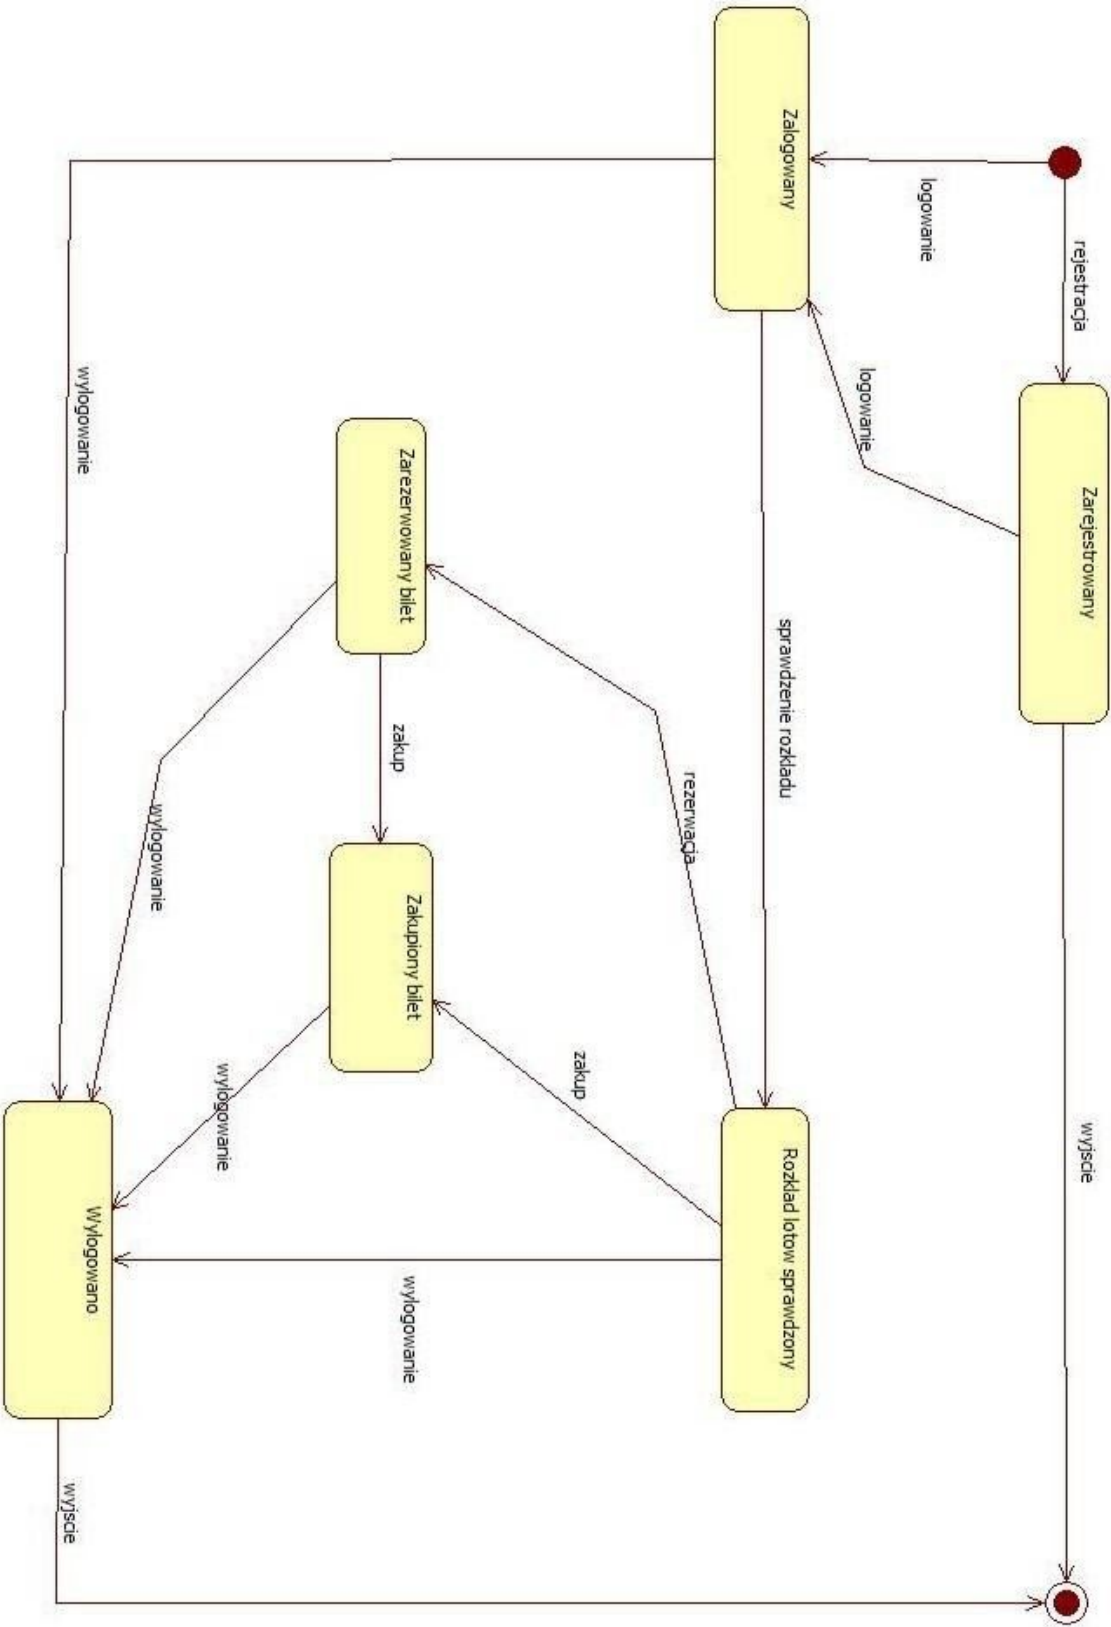 rejestracja
Zarejestrowany
wyjscie
logowanie
logowanie
Zalogowany
sprawdzenie rozkladu
Rozklad lotow sprawdzony
rezerwacja
zakup
Zarezerwowany bilet
zakup
Zakupiony bilet
wylogowanie
wylogowanie
wylogowanie
wylogowanie
Wylogowano
wyjscie